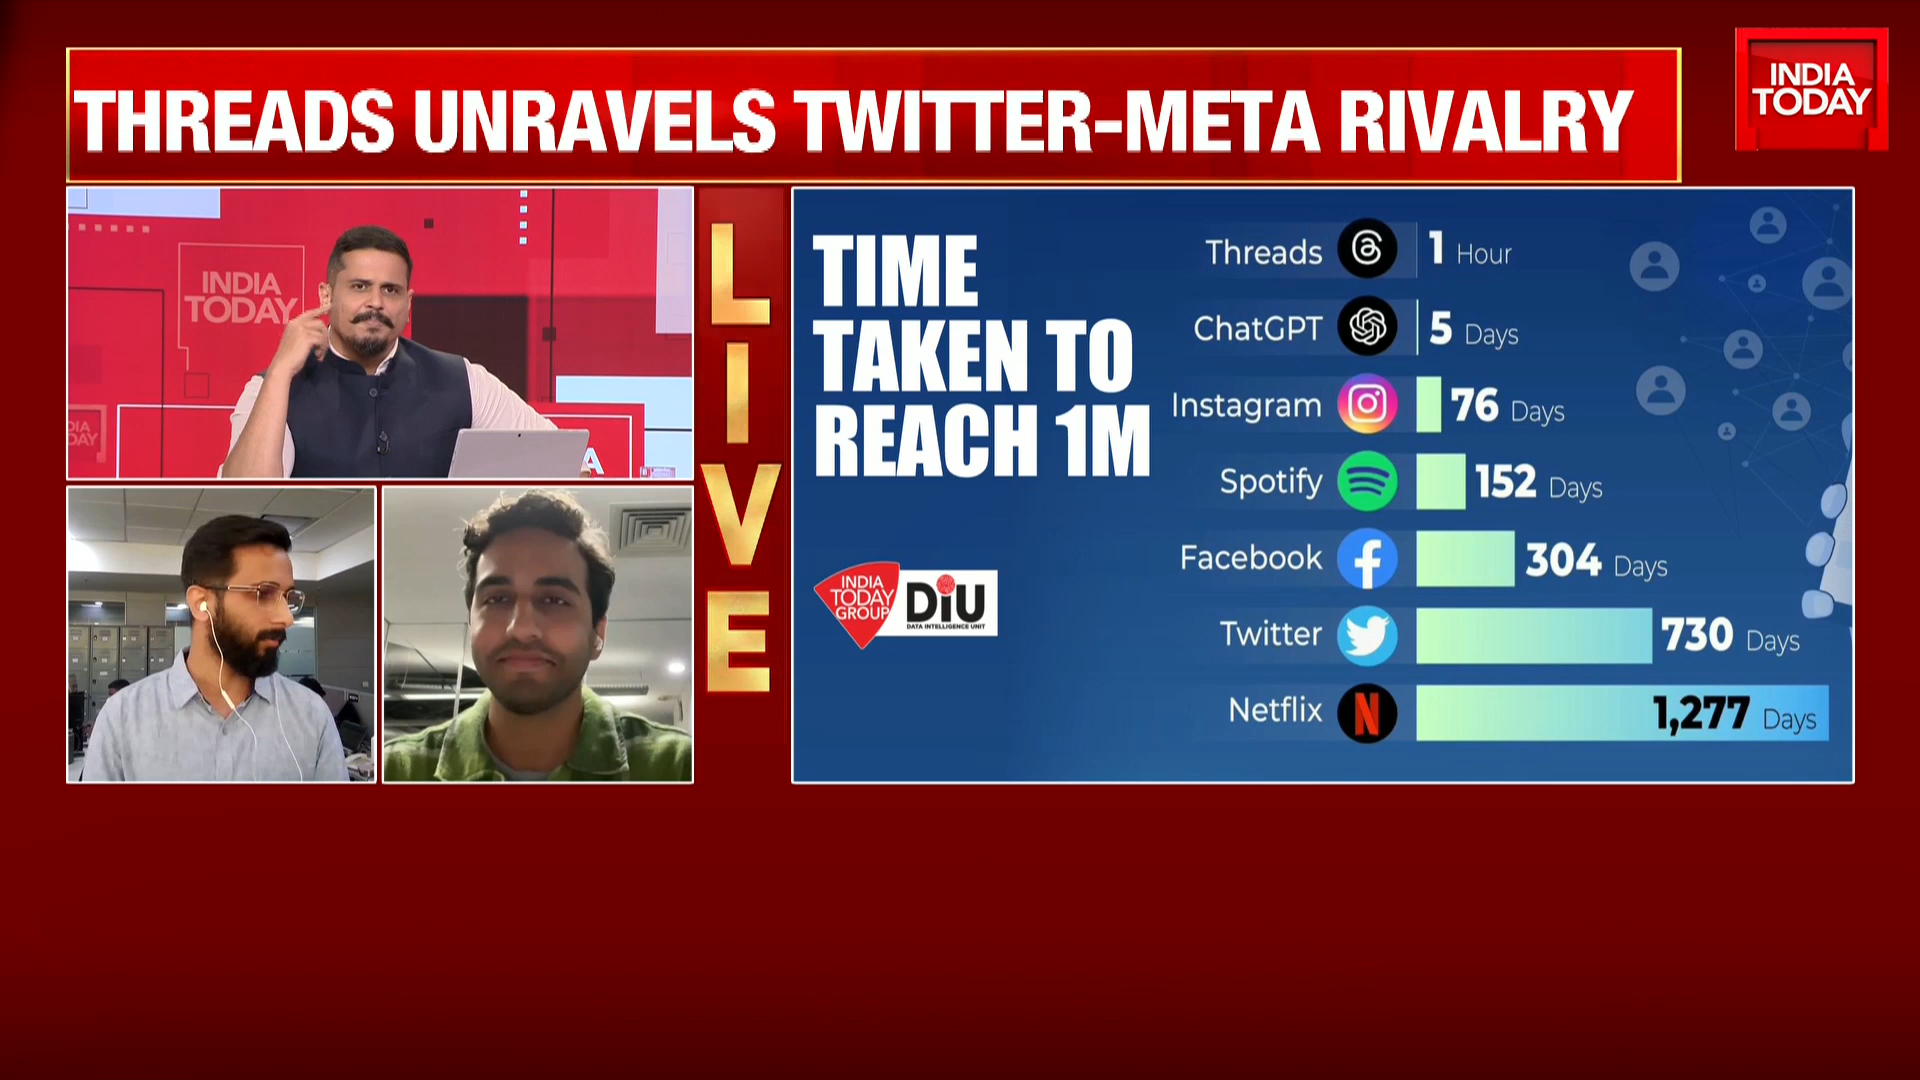 THREADS UNRAVELS TWITTER-META RIVALRY
INDIA
TODAY
INDIA
TODAY
DIA
DAY
A
LIVE
TIME
TAKEN TO
REACH 1M
Threads 1 Hour
ChatGPT 5 Days
Instagram 76 Days
Spotify 152 Days
Facebook 304 Days
Twitter 730 Days
Netflix N 1,277 Days
INDIA
TODAY
GROUP
DiU
DATA INTELLIGENCE UNIT